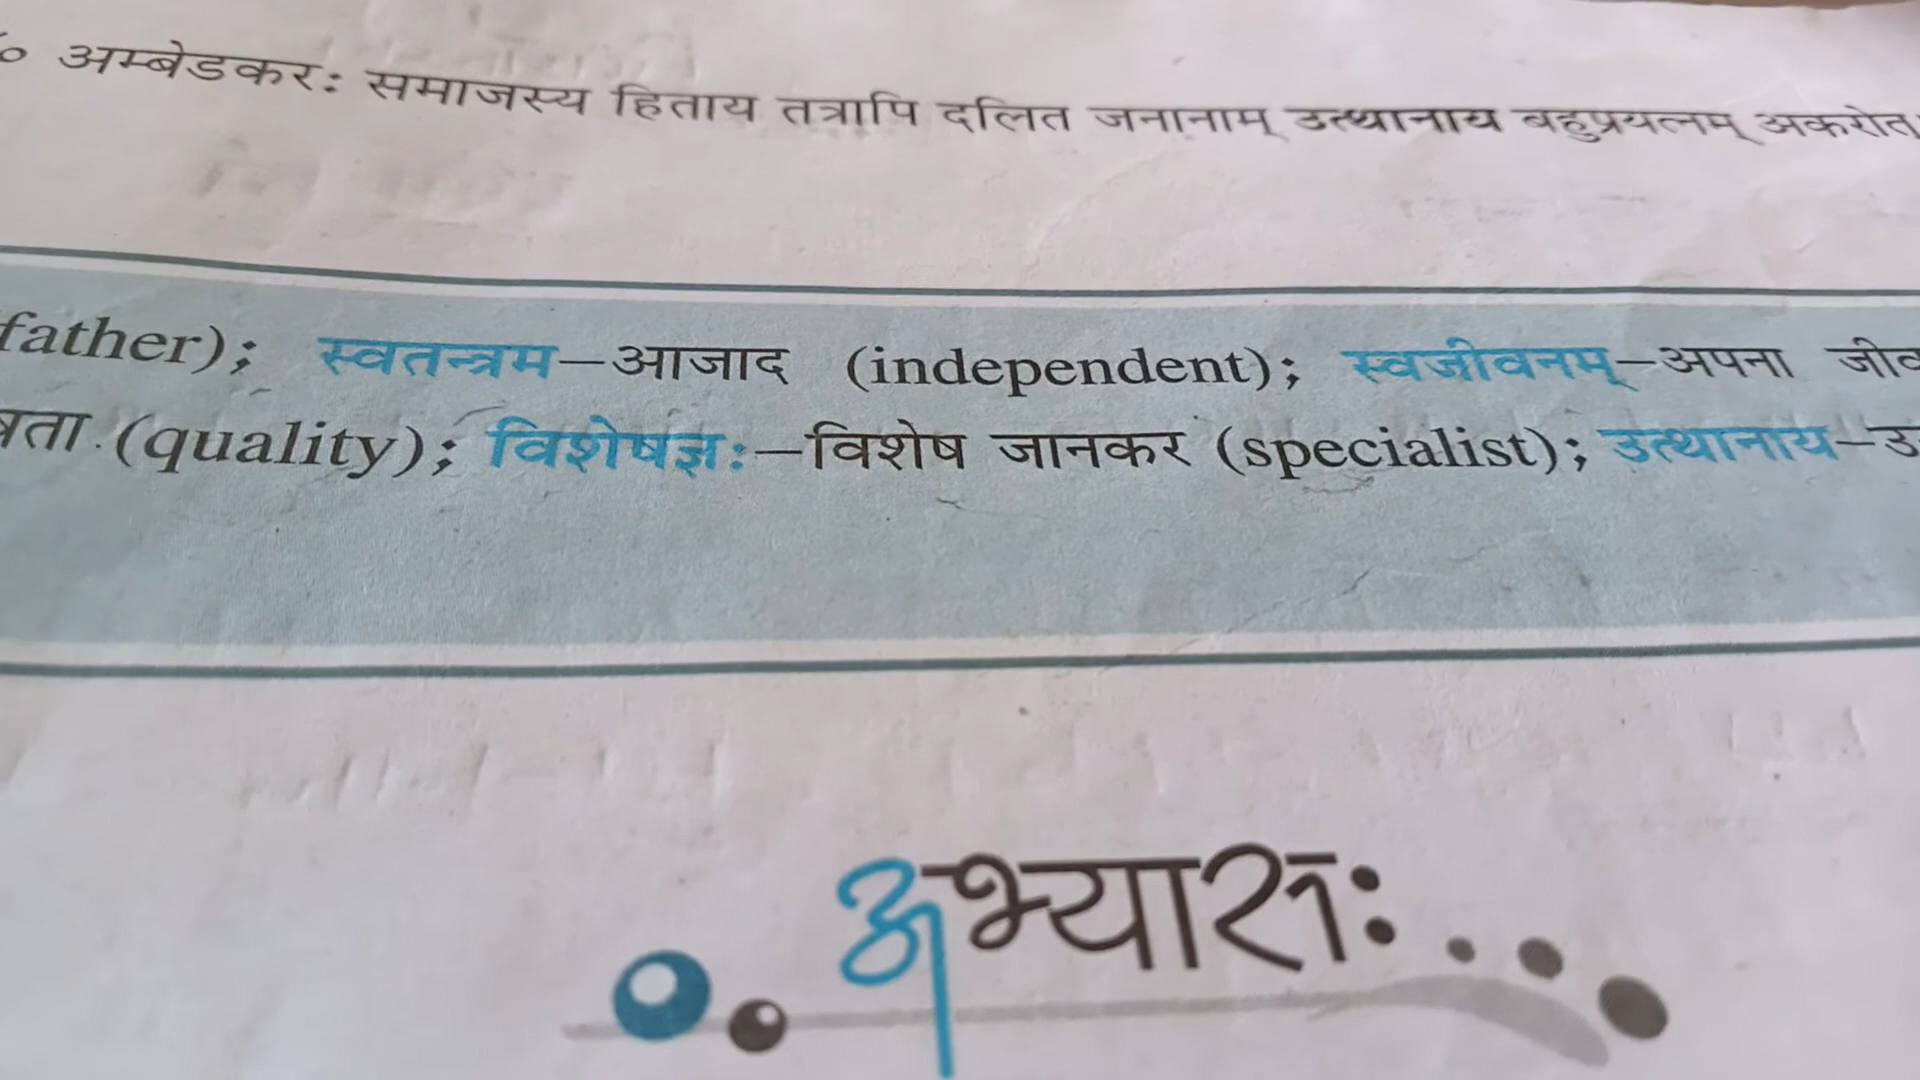 अम्बेडकरः समाजस्य हिताय तत्रापि दलित जनानाम् उत्थानाय बहुप्रयत्नम् अकरोत्
father); स्वतन्त्रम–आजाद (independent); स्वजीवनम्–अपना
(quality); विशेषज्ञः–विशेष जानकर (specialist); उत्थानाय–
अभ्यासः